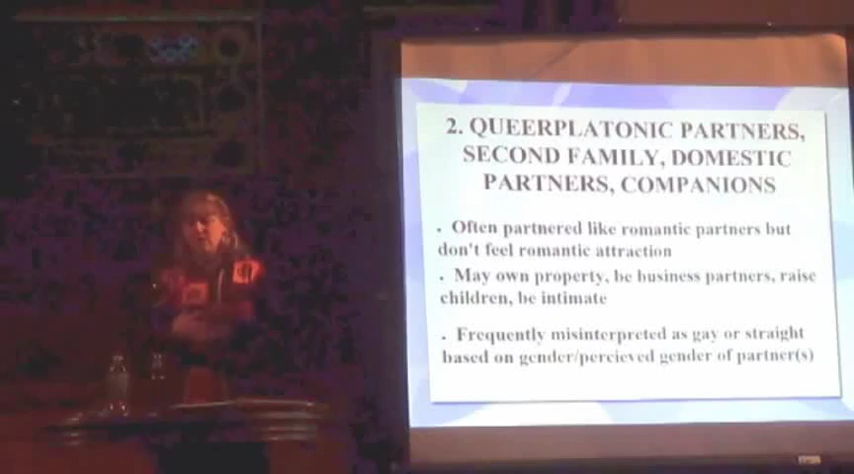 2. QUEERPLATONIC PARTNERS,
SECOND FAMILY, DOMESTIC
PARTNERS, COMPANIONS
. Often partnered like romantic partners but
don't feel romantic attraction
. May own property, be business partners, raise
children, be intimate
. Frequently misinterpreted as gay or straight
based on gender/percieved gender of partner(s)